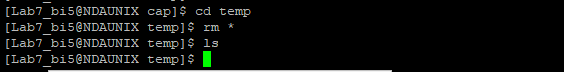 [Lab7_bi5@NDAUNIX cap]$ cd temp
[Lab7_bi5@NDAUNIX temp]$ rm *
[Lab7_bi5@NDAUNIX temp]$ ls
[Lab7_bi5@NDAUNIX temp]$